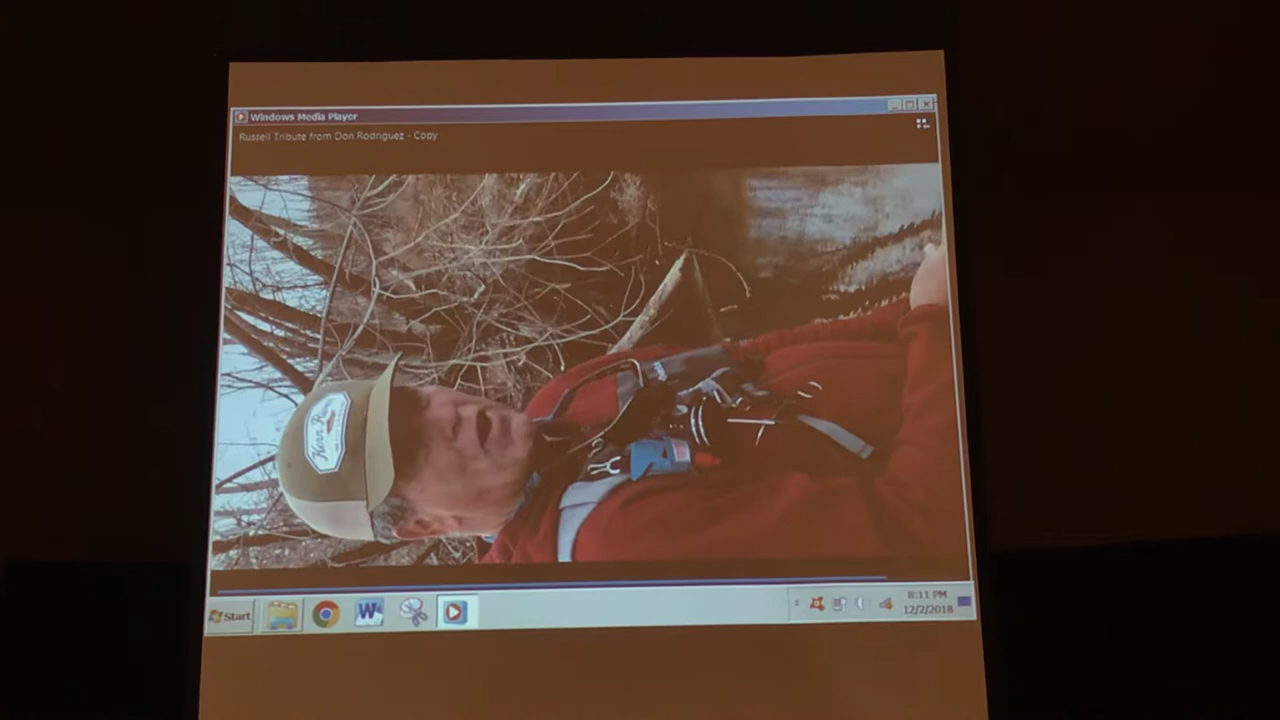 Windows Media Player
Russell Tribute from Don Rodriguez - Copy
Start
W
8:11 PM
12/2/2018